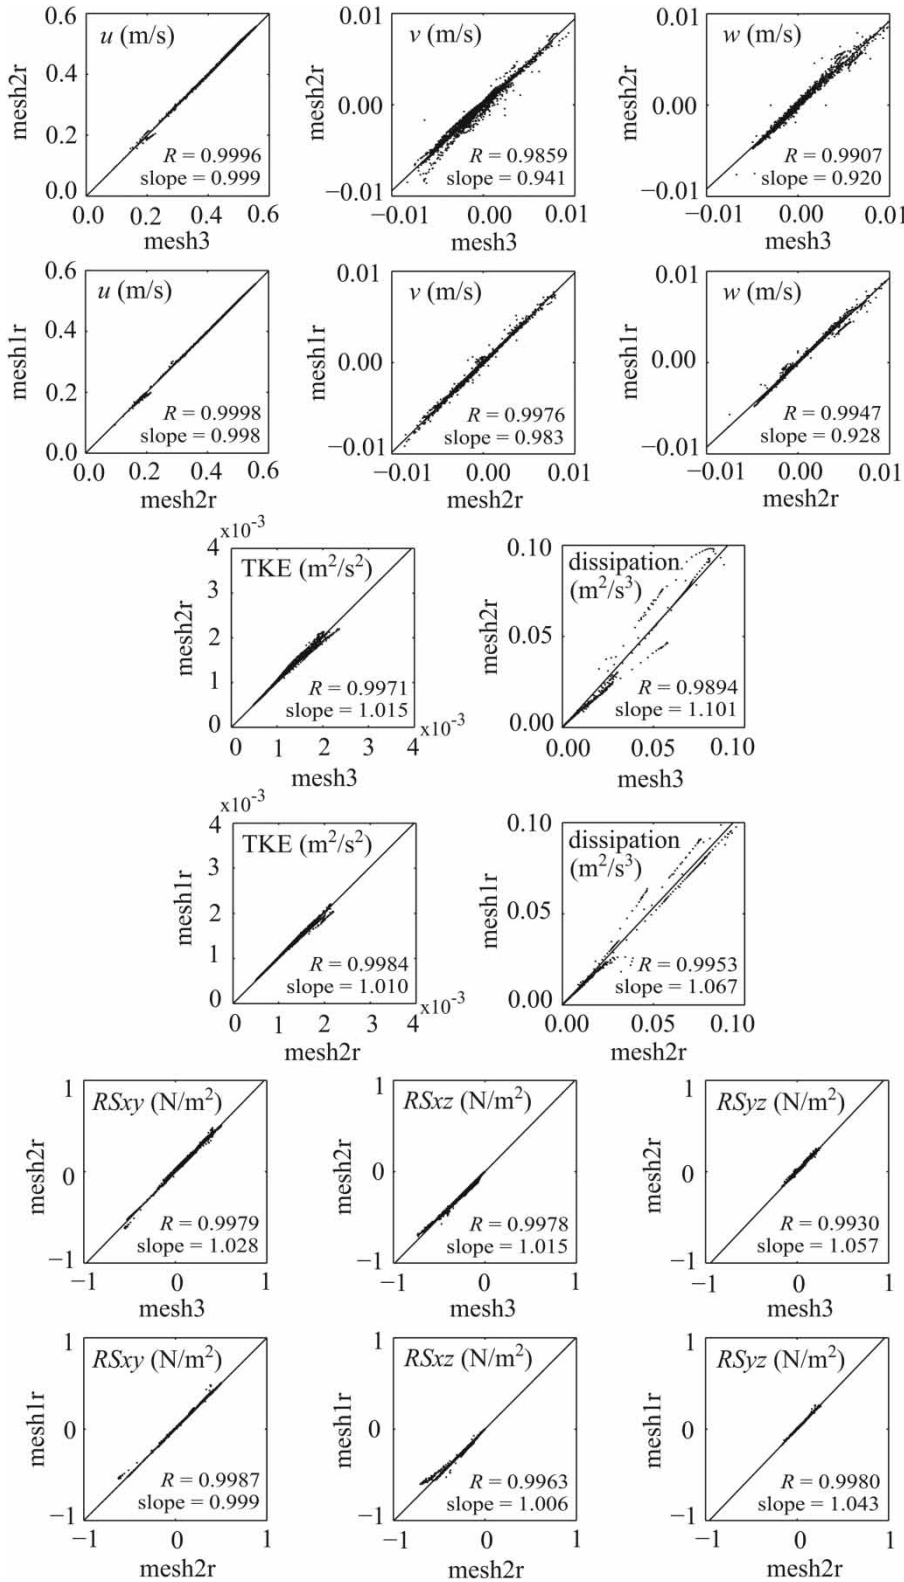 0.6
0.4
0.2
0.0
mesh2r
u (m/s)
R = 0.9996
slope = 0.999
0.0 0.2 0.4 0.6
mesh3
0.01
0.00
−0.01
mesh2r
v (m/s)
R = 0.9859
slope = 0.941
−0.01 0.00 0.01
mesh3
0.01
0.00
−0.01
mesh2r
w (m/s)
R = 0.9907
slope = 0.920
−0.01 0.00 0.01
mesh3
0.6
0.4
0.2
0.0
mesh1r
u (m/s)
R = 0.9998
slope = 0.998
0.0 0.2 0.4 0.6
mesh2r
0.01
0.00
−0.01
mesh1r
v (m/s)
R = 0.9976
slope = 0.983
−0.01 0.00 0.01
mesh2r
0.01
0.00
−0.01
mesh1r
w (m/s)
R = 0.9947
slope = 0.928
−0.01 0.00 0.01
mesh2r
x10⁻³
4
3
2
1
0
mesh2r
TKE (m²/s²)
R = 0.9971
slope = 1.015
0 1 2 3 4
x10⁻³
mesh3
0.10
0.05
0.00
mesh2r
dissipation
(m²/s³)
R = 0.9894
slope = 1.101
0.00 0.05 0.10
mesh3
x10⁻³
4
3
2
1
0
mesh1r
TKE (m²/s²)
R = 0.9984
slope = 1.010
0 1 2 3 4
x10⁻³
mesh2r
0.10
0.05
0.00
mesh1r
dissipation
(m²/s³)
R = 0.9953
slope = 1.067
0.00 0.05 0.10
mesh2r
1
0
−1
mesh2r
RSxy (N/m²)
R = 0.9979
slope = 1.028
−1 0 1
mesh3
1
0
−1
mesh2r
RSxz (N/m²)
R = 0.9978
slope = 1.015
−1 0 1
mesh3
1
0
−1
mesh2r
RSyz (N/m²)
R = 0.9930
slope = 1.057
−1 0 1
mesh3
1
0
−1
mesh1r
RSxy (N/m²)
R = 0.9987
slope = 0.999
−1 0 1
mesh2r
1
0
−1
mesh1r
RSxz (N/m²)
R = 0.9963
slope = 1.006
−1 0 1
mesh2r
1
0
−1
mesh1r
RSyz (N/m²)
R = 0.9980
slope = 1.043
−1 0 1
mesh2r